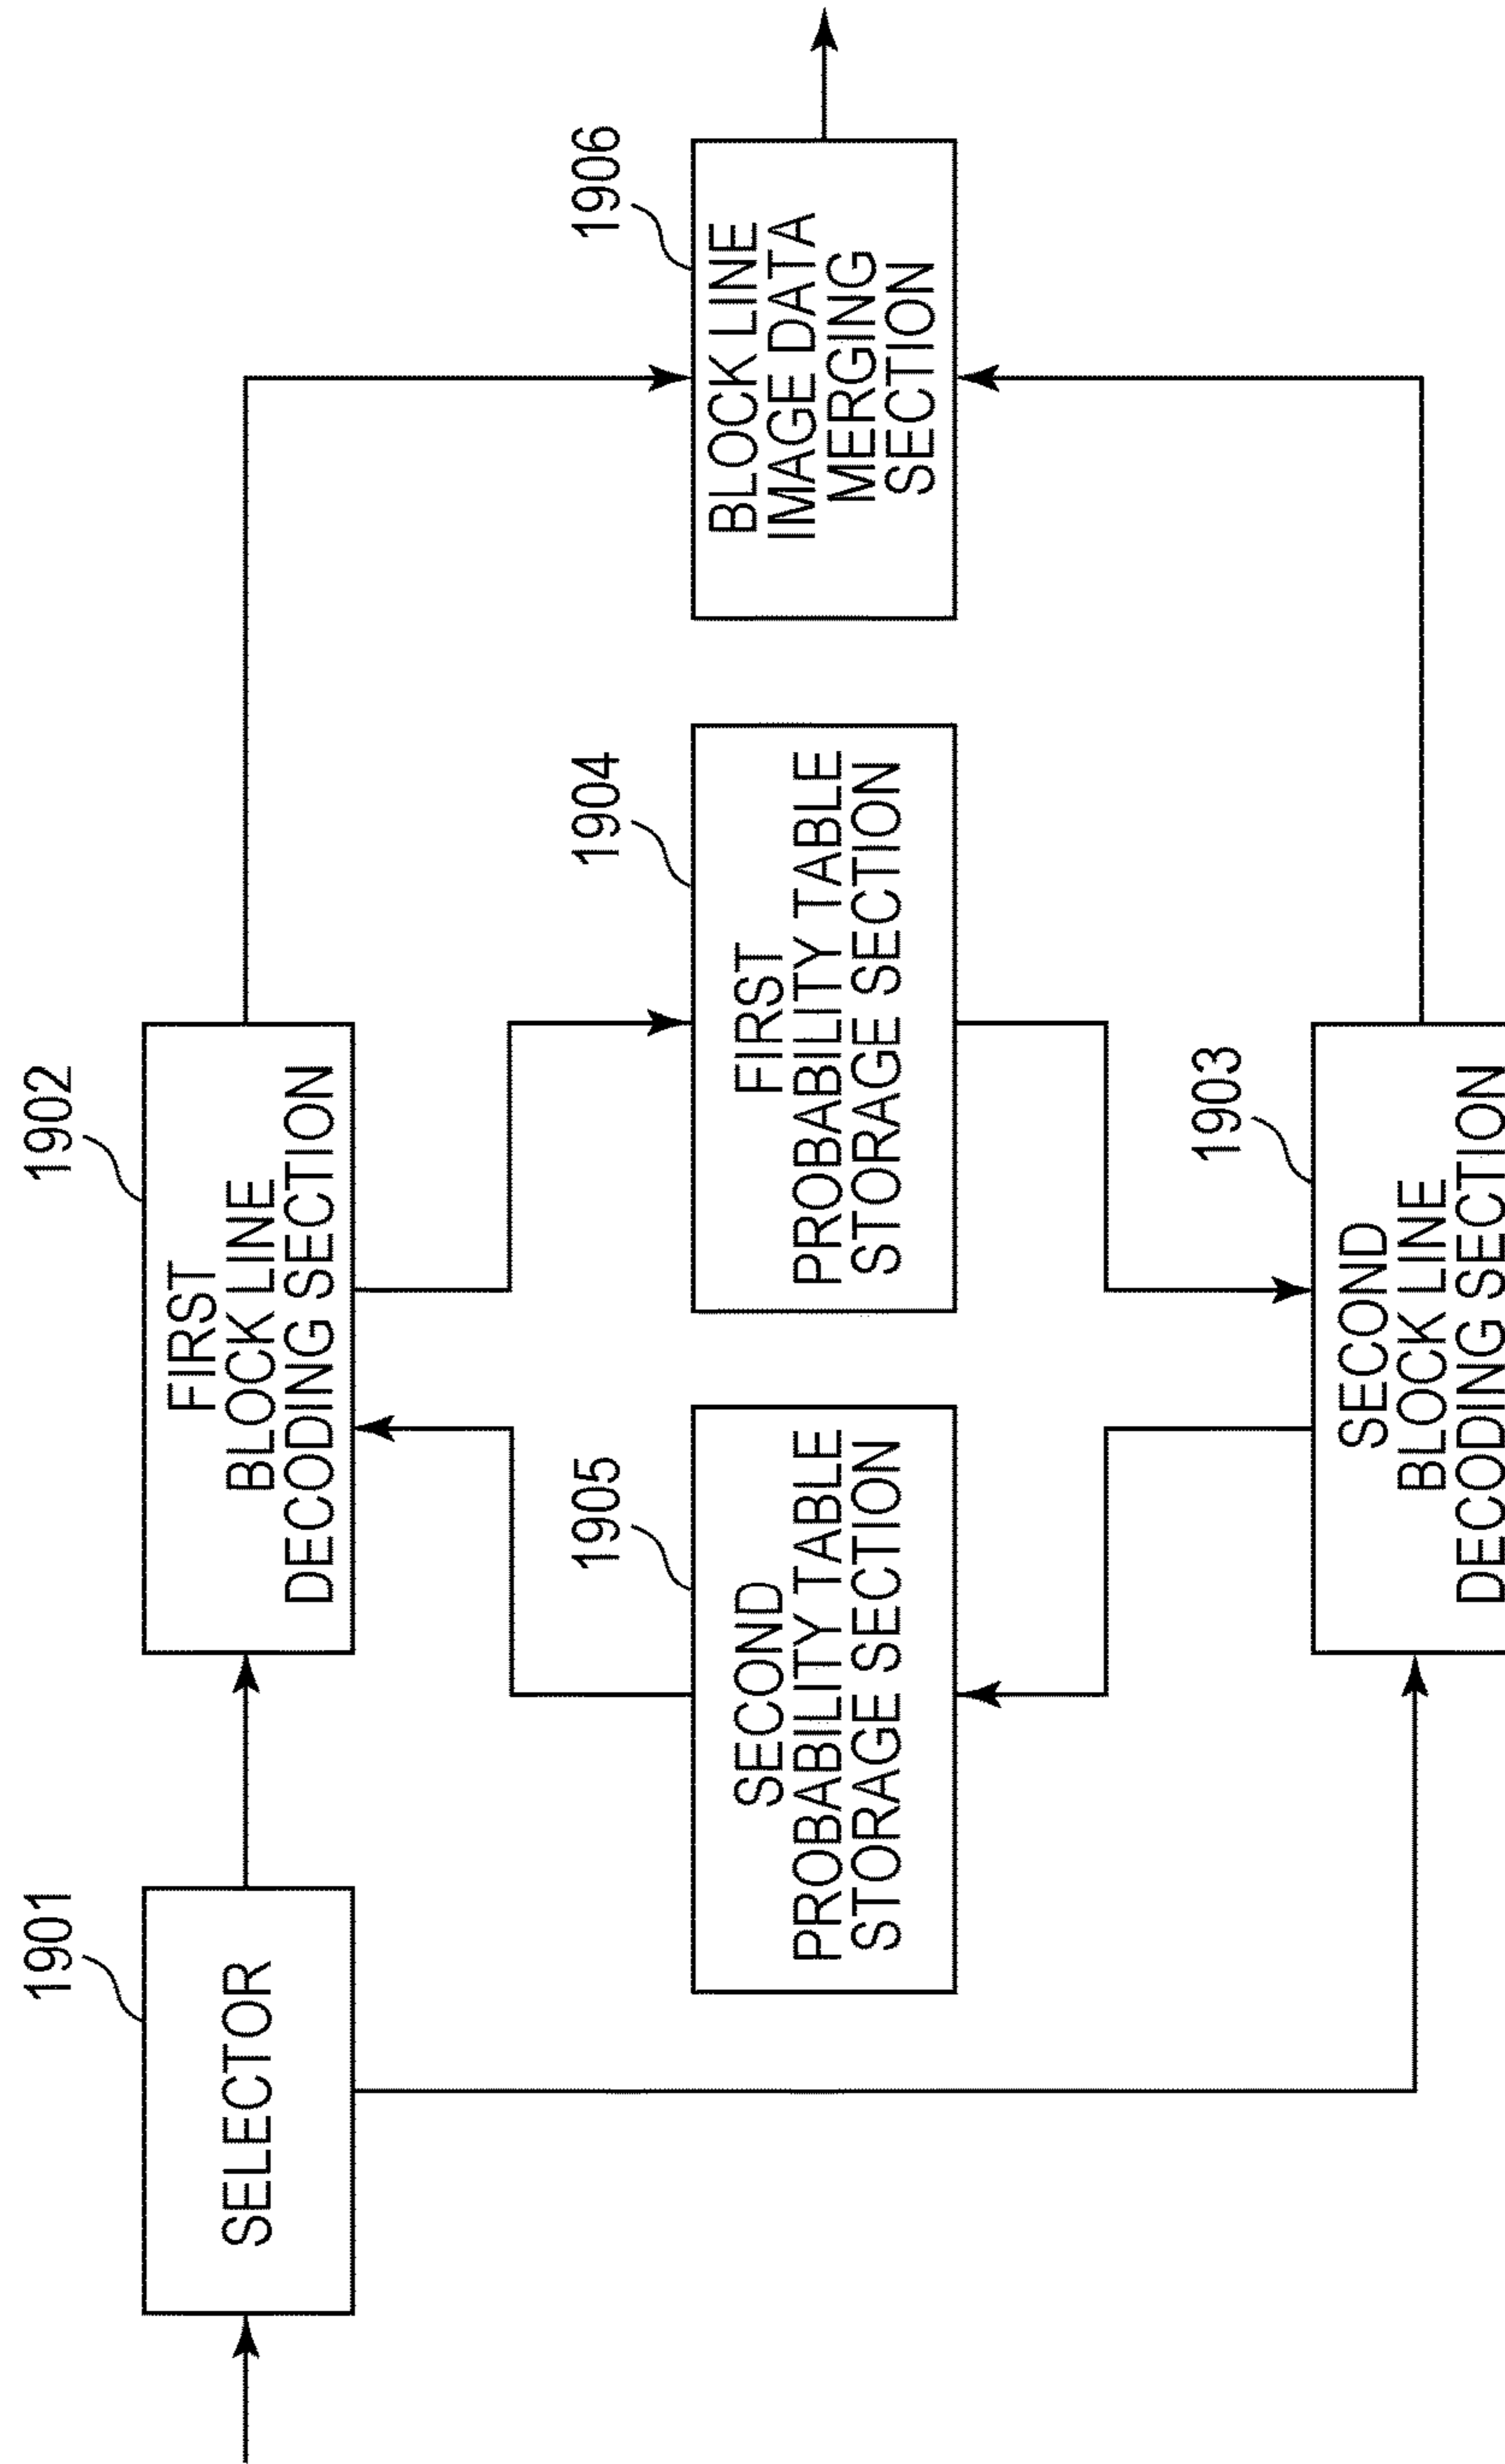 1901
SELECTOR
1902
FIRST
BLOCK LINE
DECODING SECTION
1905
SECOND
PROBABILITY TABLE
STORAGE SECTION
1904
FIRST
PROBABILITY TABLE
STORAGE SECTION
1906
BLOCK LINE
IMAGE DATA
MERGING
SECTION
1903
SECOND
BLOCK LINE
DECODING SECTION